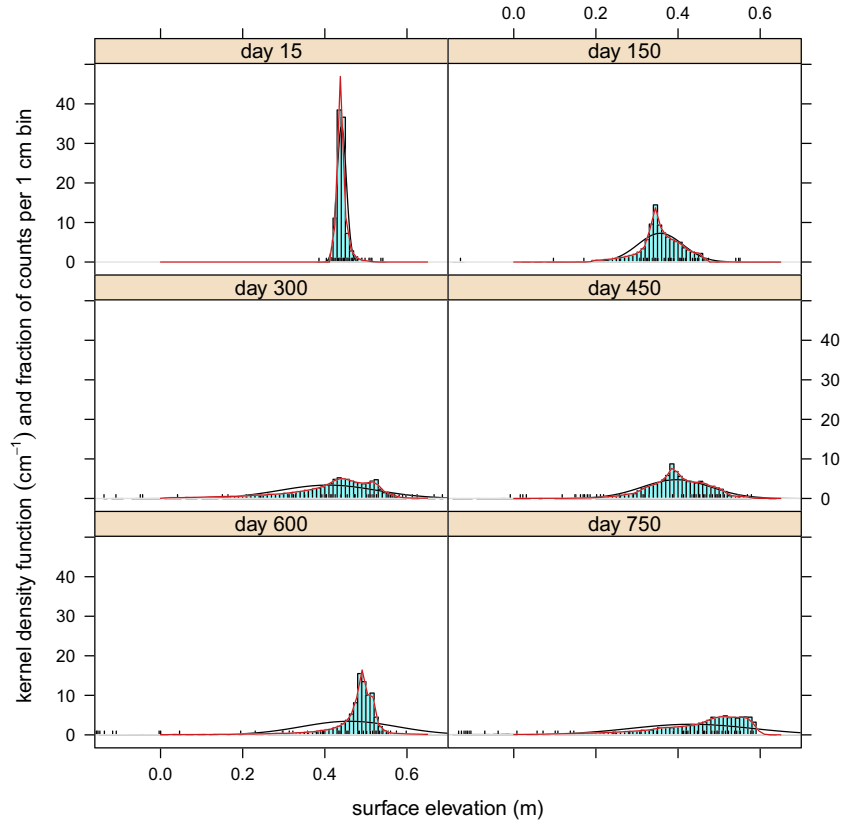 0.0 0.2 0.4 0.6
day 15 day 150
40
30
20
10
0
day 300 day 450
40
30
20
10
0
day 600 day 750
40
30
20
10
0
0.0 0.2 0.4 0.6
kernel density function (cm⁻¹) and fraction of counts per 1 cm bin
surface elevation (m)